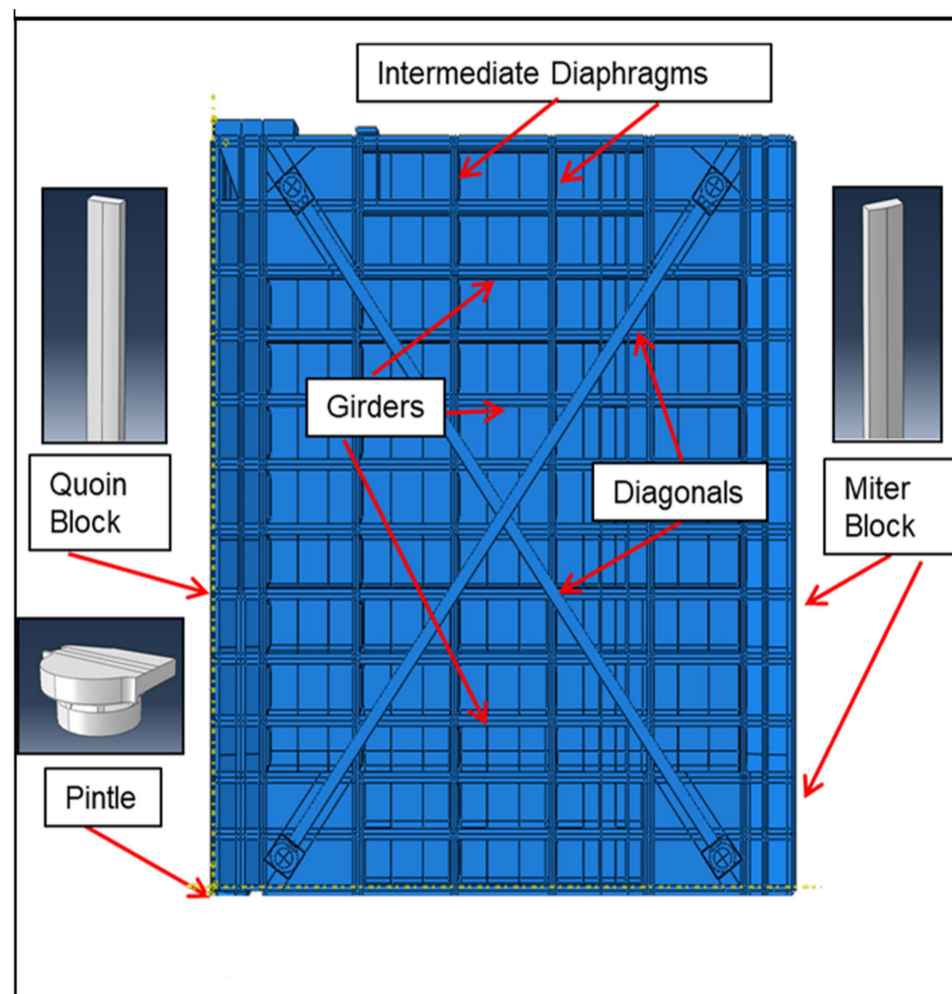 Intermediate Diaphragms
Girders
Quoin
Block
Diagonals
Miter
Block
Pintle